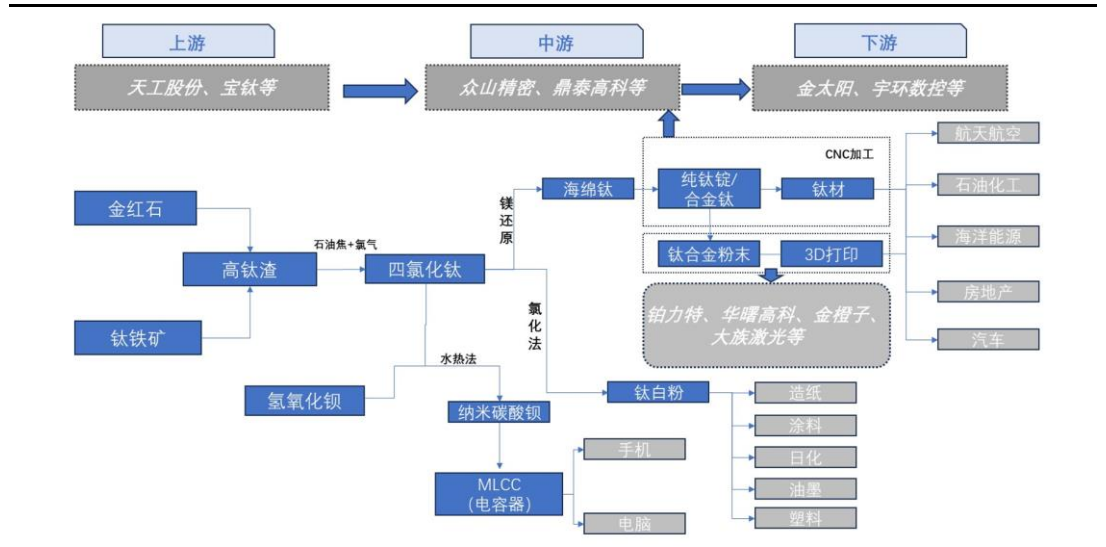 上游
中游
下游
天工股份、宝钛等
众山精密、鼎泰高科等
金太阳、宇环数控等
CNC加工
航天航空
金红石
镁还原
海绵钛
纯钛锭/
合金钛
钛材
石油化工
石油焦+氯气
高钛渣
四氯化钛
钛合金粉末
3D打印
海洋能源
钛铁矿
氯化法
铂力特、华曙高科、金橙子、
大族激光等
房地产
汽车
水热法
氢氧化钡
纳米碳酸钡
钛白粉
造纸
涂料
手机
日化
MLCC
（电容器）
油墨
电脑
塑料